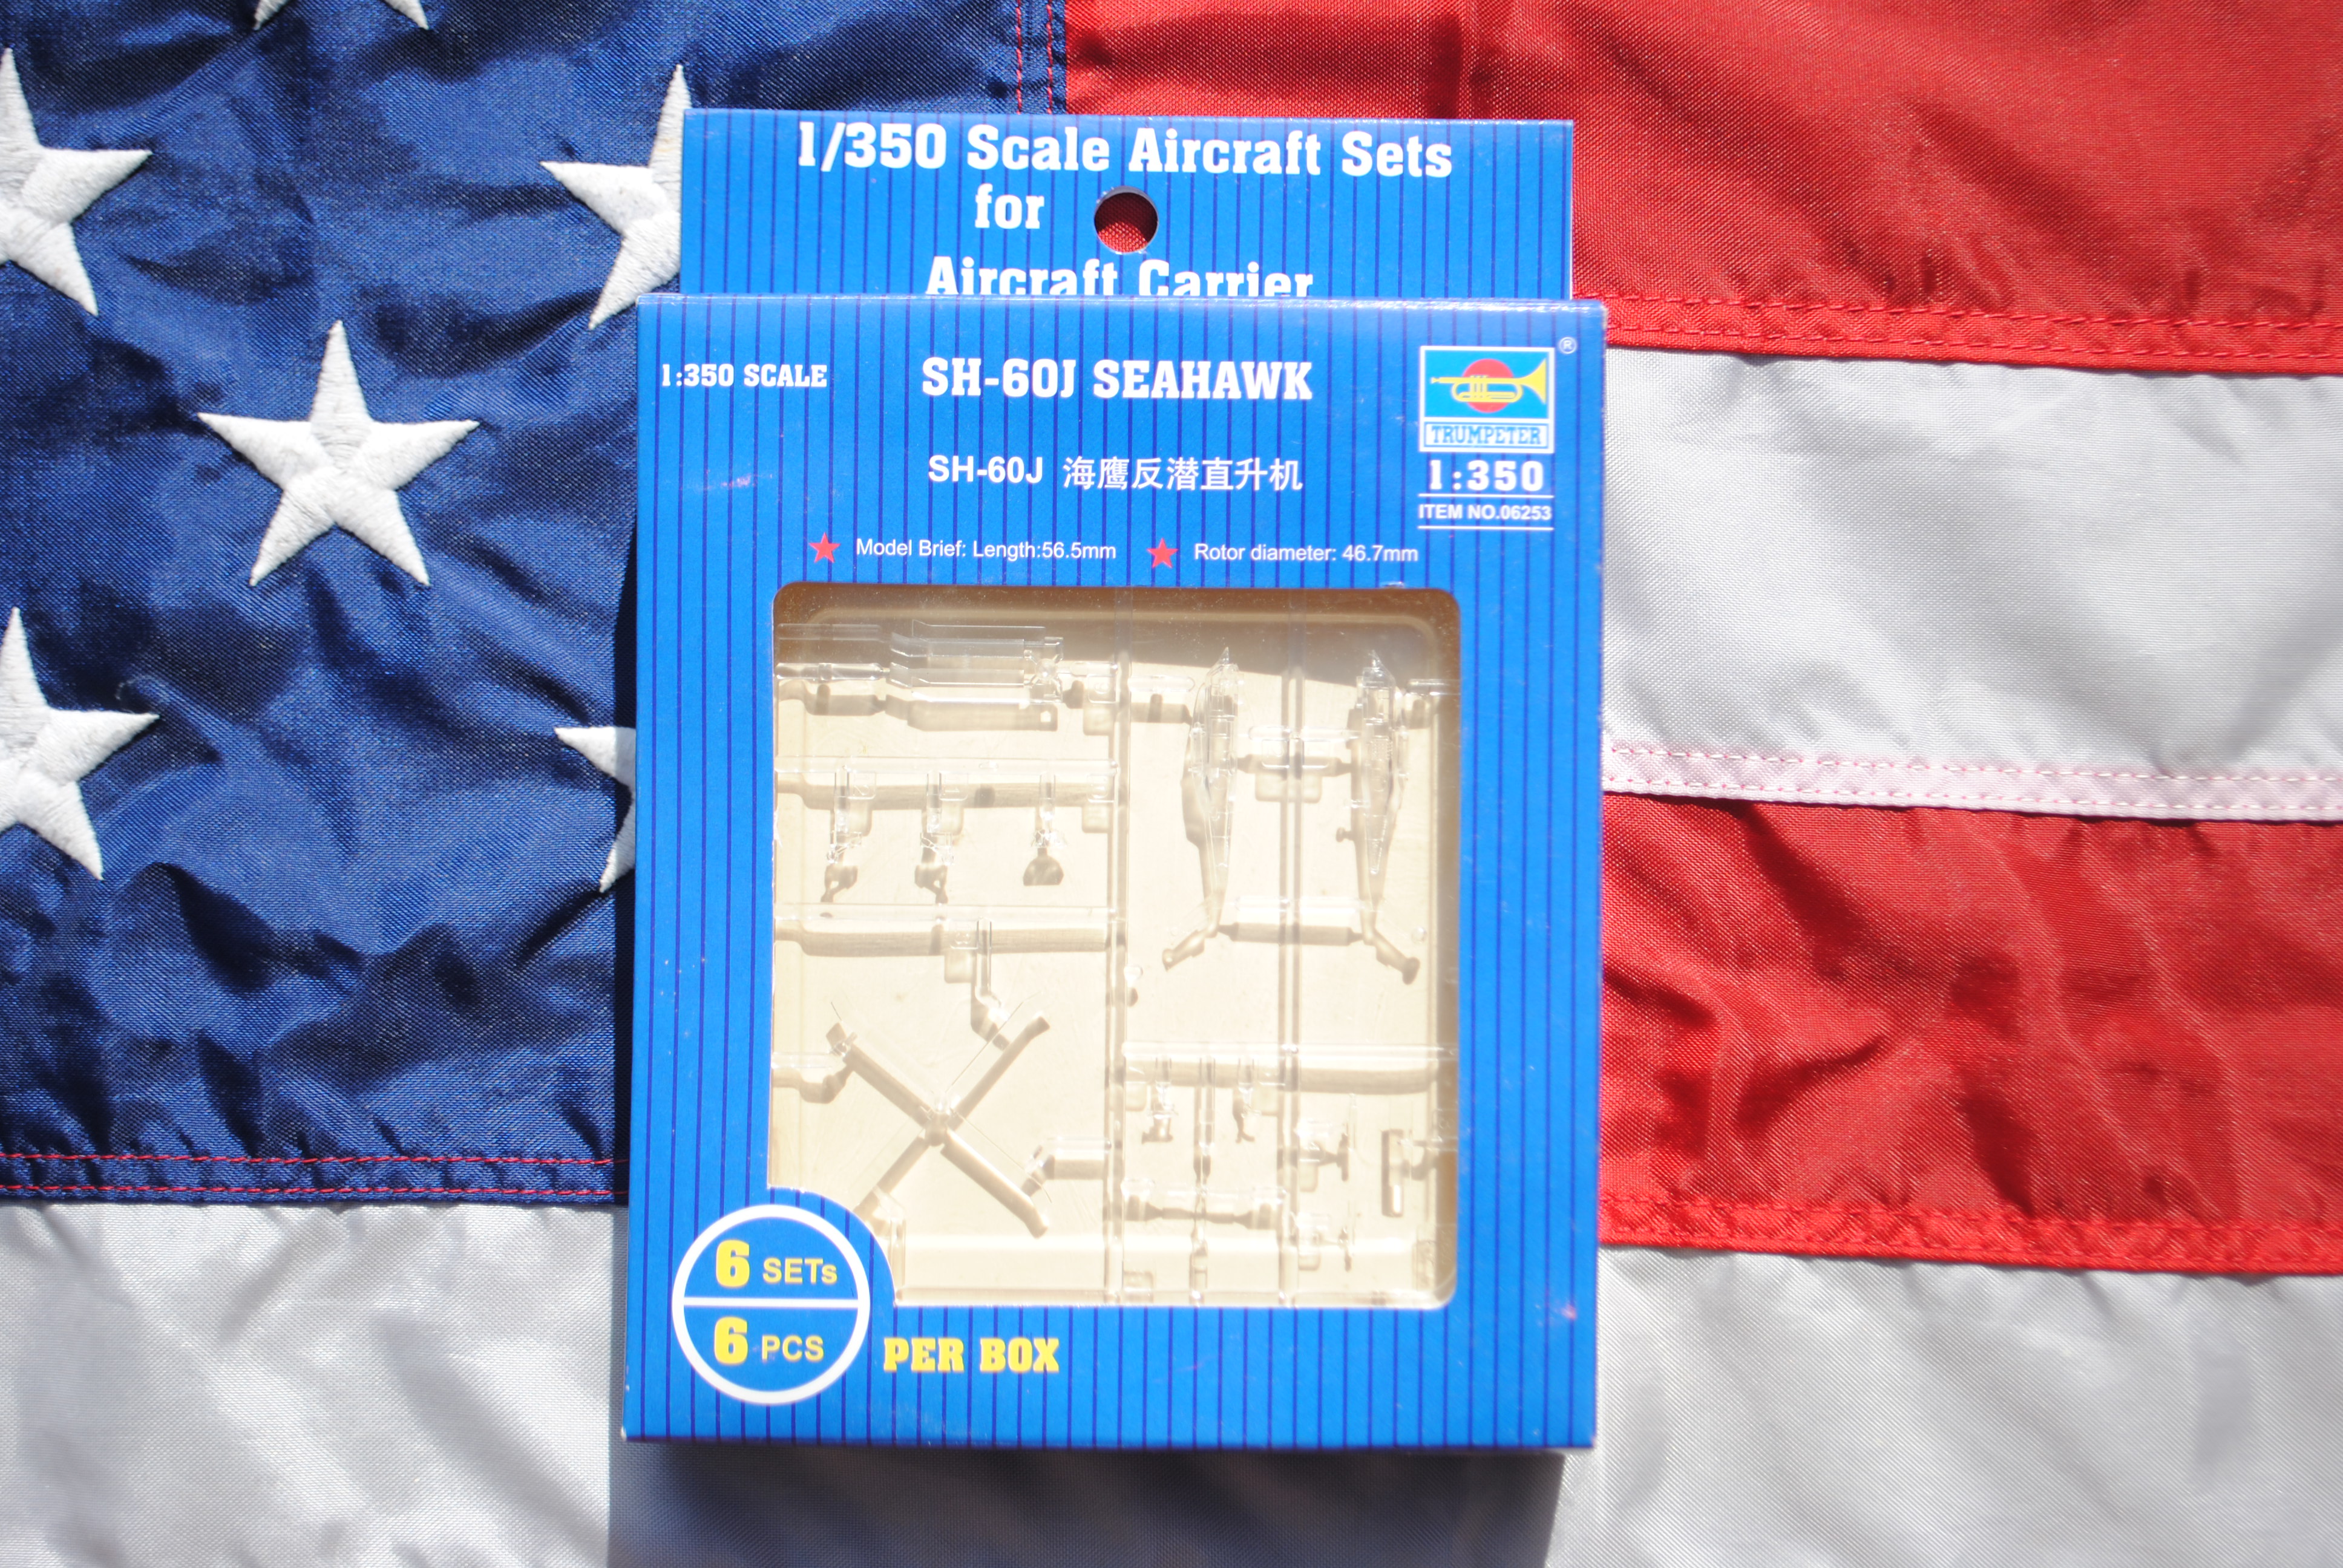 1/350 Scale Aircraft Sets
for
Aircraft Carrier
1:350 SCALE
SH-60J SEAHAWK
®
TRUMPETER
SH-60J 海鹰反潜直升机
1:350
ITEM NO.06253
★ Model Brief: Length:56.5mm ★ Rotor diameter: 46.7mm
6 SETs
6 PCS
PER BOX